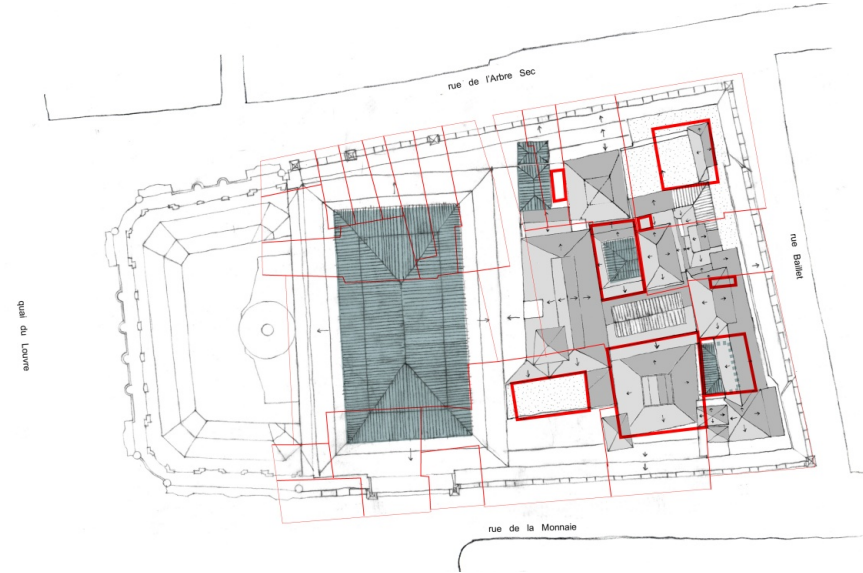 rue de l'Arbre Sec
quai du Louvre
rue Baillet
rue de la Monnaie